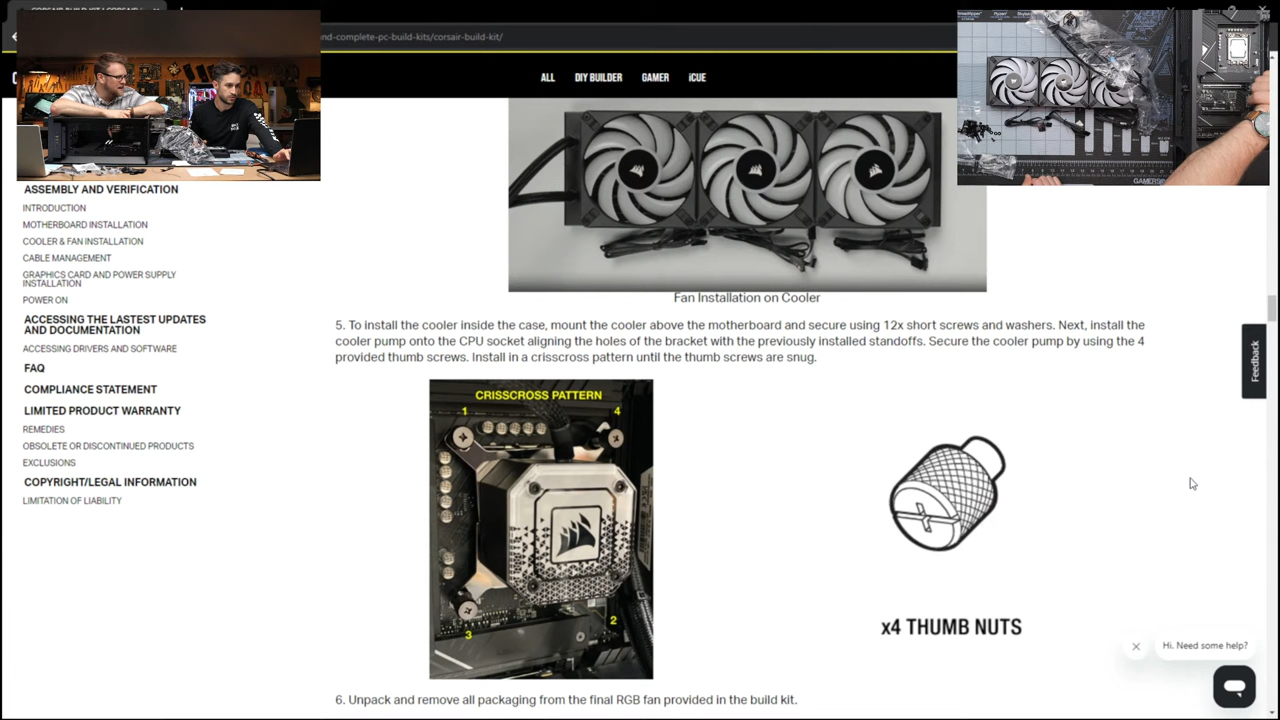 nd-complete-pc-build-kits/corsair-build-kit/
ALL DIY BUILDER GAMER iCUE
ASSEMBLY AND VERIFICATION
INTRODUCTION
MOTHERBOARD INSTALLATION
COOLER & FAN INSTALLATION
CABLE MANAGEMENT
GRAPHICS CARD AND POWER SUPPLY
INSTALLATION
POWER ON
ACCESSING THE LASTEST UPDATES
AND DOCUMENTATION
ACCESSING DRIVERS AND SOFTWARE
FAQ
COMPLIANCE STATEMENT
LIMITED PRODUCT WARRANTY
REMEDIES
OBSOLETE OR DISCONTINUED PRODUCTS
EXCLUSIONS
COPYRIGHT/LEGAL INFORMATION
LIMITATION OF LIABILITY
Fan Installation on Cooler
5. To install the cooler inside the case, mount the cooler above the motherboard and secure using 12x short screws and washers. Next, install the
cooler pump onto the CPU socket aligning the holes of the bracket with the previously installed standoffs. Secure the cooler pump by using the 4
provided thumb screws. Install in a crisscross pattern until the thumb screws are snug.
CRISSCROSS PATTERN
1 4
3 2
x4 THUMB NUTS
6. Unpack and remove all packaging from the final RGB fan provided in the build kit.
Feedback
Hi. Need some help?